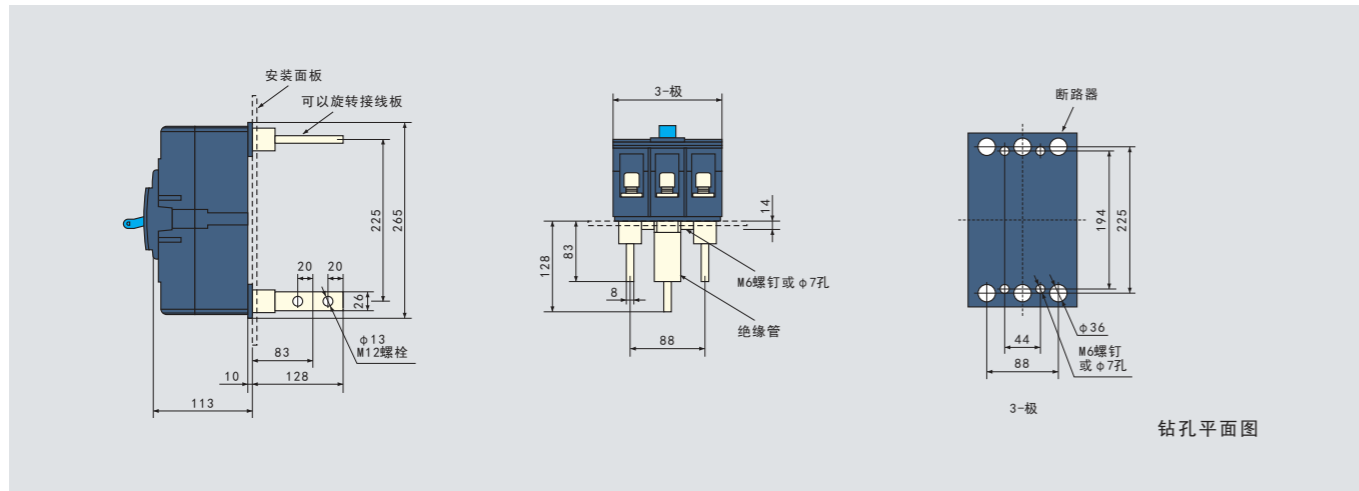 安装面板
可以旋转接线板
225
265
20
20
26
φ13
M12螺栓
83
10
128
113
3-极
14
83
128
8
M6螺钉或φ7孔
绝缘管
88
断路器
194
225
φ36
44
M6螺钉
或φ7孔
88
3-极
钻孔平面图